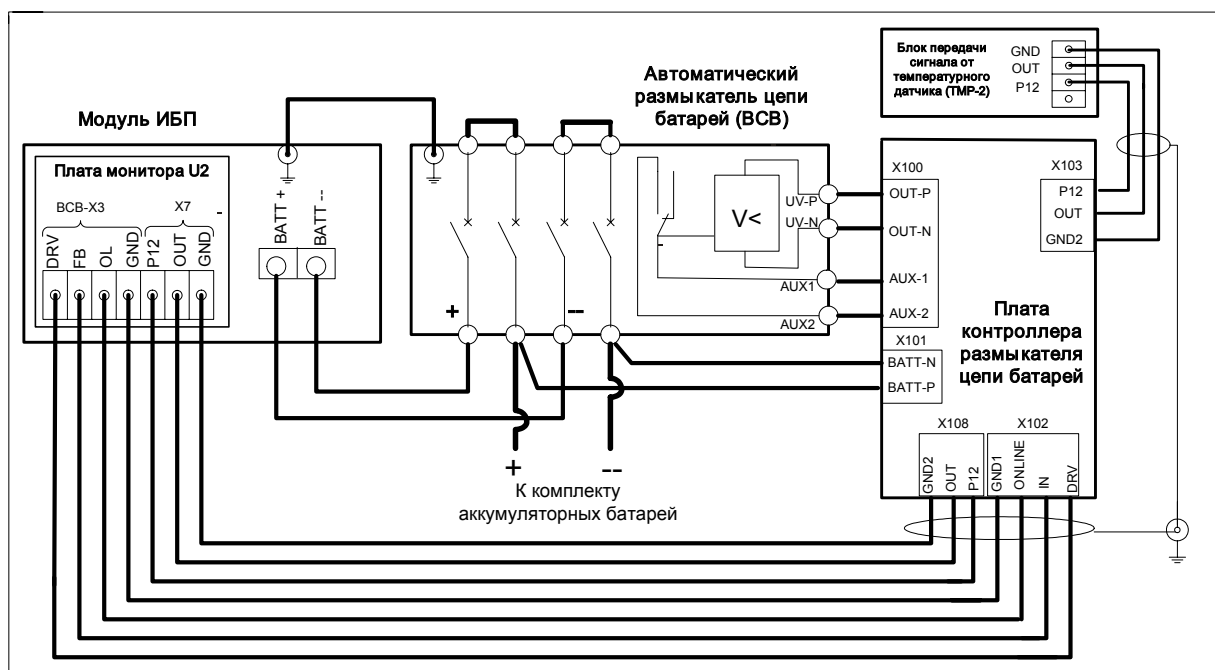 Модуль ИБП
Плата монитора U2
BCB-X3
X7
-
DRV
FB
OL
GND
P12
OUT
GND
BATT +
BATT --
Автоматический
размыкатель цепи
батарей (BCB)
+
--
V<
UV-P
UV-N
AUX1
AUX2
Блок передачи
сигнала от
температурного
датчика (TMP-2)
GND
OUT
P12
X100
OUT-P
OUT-N
AUX-1
AUX-2
X101
BATT-N
BATT-P
X103
P12
OUT
GND2
Плата
контроллера
размыкателя
цепи батарей
X108
X102
GND2
OUT
P12
GND1
ONLINE
IN
DRV
+
--
К комплекту
аккумуляторных батарей